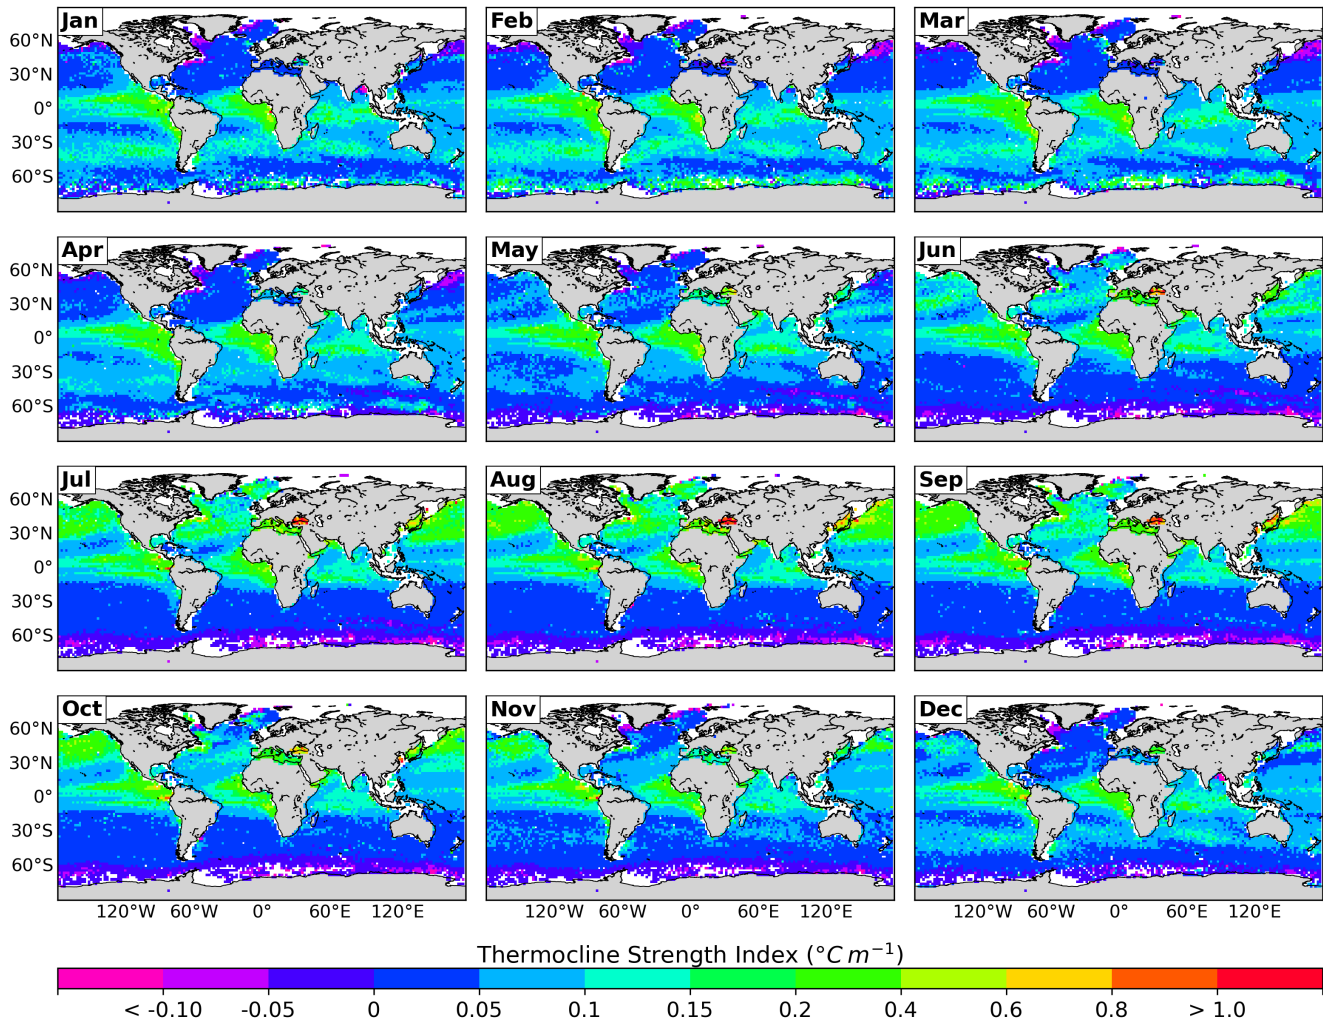 Jan Feb Mar
60°N
30°N
0°
30°S
60°S
Apr May Jun
60°N
30°N
0°
30°S
60°S
Jul Aug Sep
60°N
30°N
0°
30°S
60°S
Oct Nov Dec
60°N
30°N
0°
30°S
60°S
120°W 60°W 0° 60°E 120°E 120°W 60°W 0° 60°E 120°E 120°W 60°W 0° 60°E 120°E
Thermocline Strength Index (°C m⁻¹)
< -0.10 -0.05 0 0.05 0.1 0.15 0.2 0.4 0.6 0.8 > 1.0